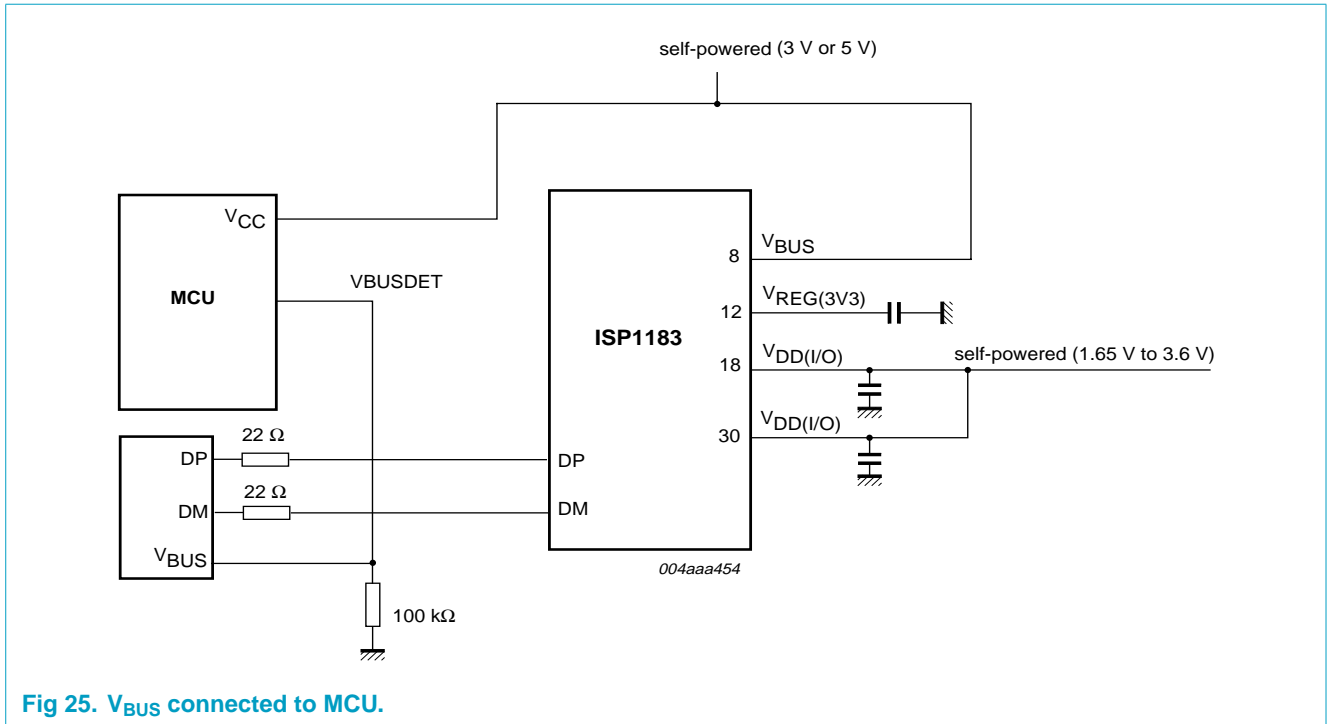 self-powered (3 V or 5 V)
VCC
MCU
VBUSDET
ISP1183
8
VBUS
12
VREG(3V3)
18
VDD(I/O)
self-powered (1.65 V to 3.6 V)
30
VDD(I/O)
DP
22 Ω
DP
DM
22 Ω
DM
VBUS
100 kΩ
004aaa454
Fig 25. VBUS connected to MCU.